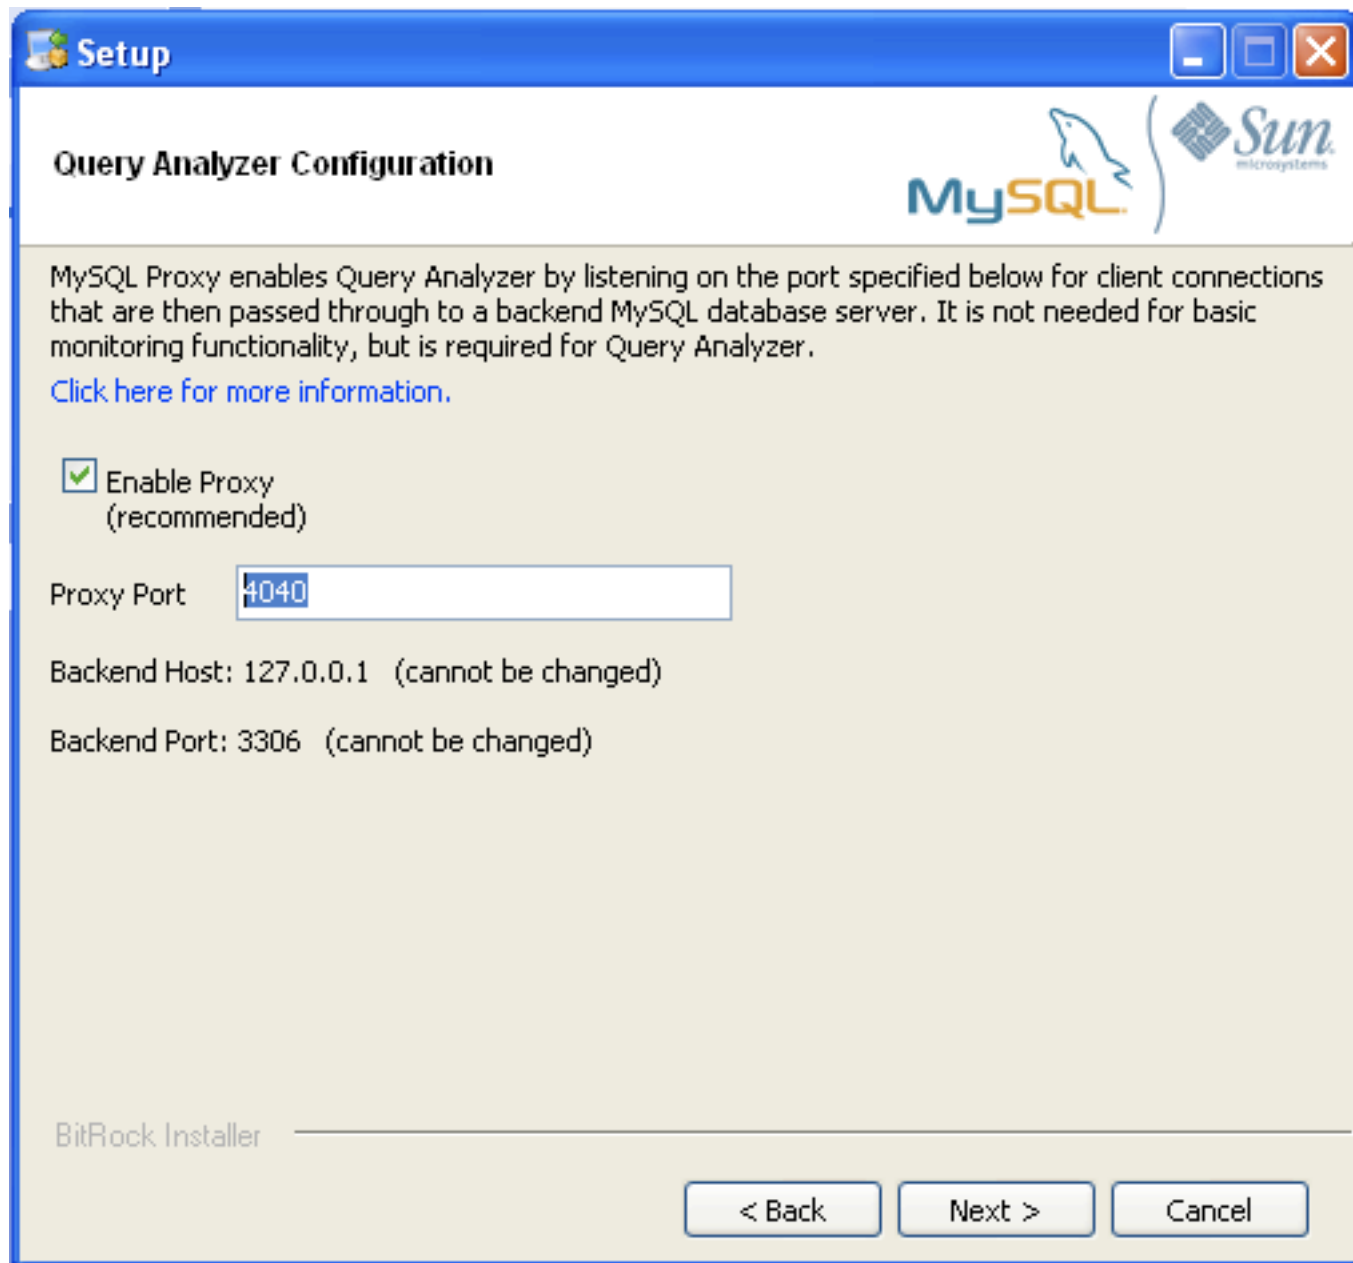 Setup
Query Analyzer Configuration
MySQL
Sun
microsystems
MySQL Proxy enables Query Analyzer by listening on the port specified below for client connections
that are then passed through to a backend MySQL database server. It is not needed for basic
monitoring functionality, but is required for Query Analyzer.
Click here for more information.
Enable Proxy
(recommended)
Proxy Port 4040
Backend Host: 127.0.0.1 (cannot be changed)
Backend Port: 3306 (cannot be changed)
BitRock Installer
< Back Next > Cancel